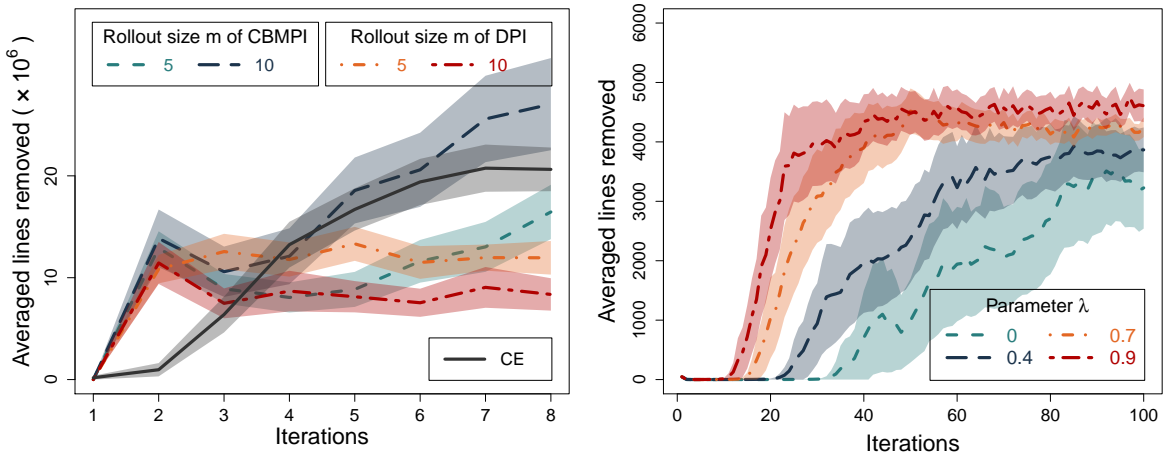 Averaged lines removed ( × 10^6 )
Rollout size m of CBMPI
5 10
Rollout size m of DPI
5 10
20
10
0
CE
1 2 3 4 5 6 7 8
Iterations
Averaged lines removed
6000
5000
4000
3000
2000
1000
0
Parameter λ
0 0.7
0.4 0.9
0 20 40 60 80 100
Iterations